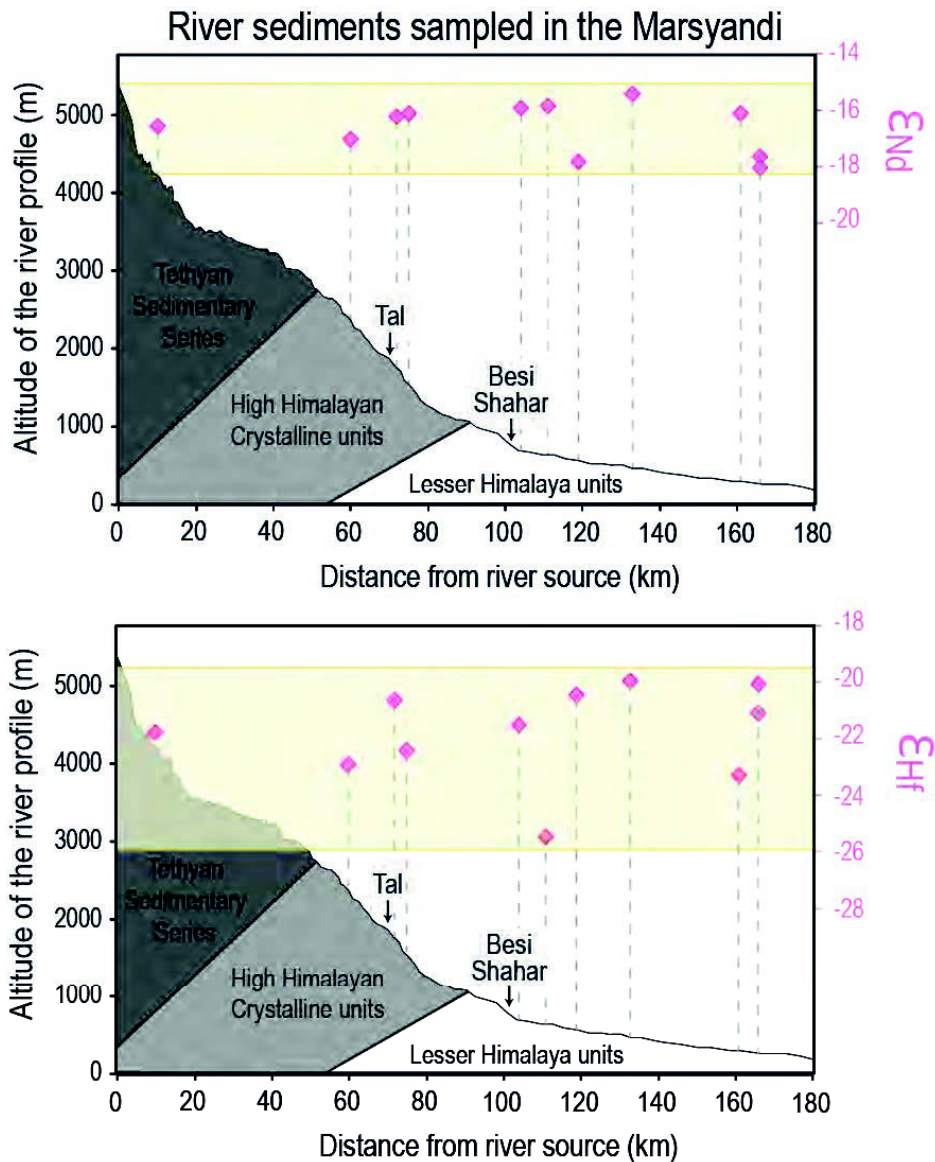 River sediments sampled in the Marsyandi
Altitude of the river profile (m)
5000
4000
3000
2000
1000
0
-14
-16
-18
-20
εNd
Tethyan
Sedimentary
Series
Tal
High Himalayan
Crystalline units
Besi
Shahar
Lesser Himalaya units
0 20 40 60 80 100 120 140 160 180
Distance from river source (km)
Altitude of the river profile (m)
5000
4000
3000
2000
1000
0
-18
-20
-22
-24
-26
-28
εHf
Tethyan
Sedimentary
Series
Tal
High Himalayan
Crystalline units
Besi
Shahar
Lesser Himalaya units
0 20 40 60 80 100 120 140 160 180
Distance from river source (km)